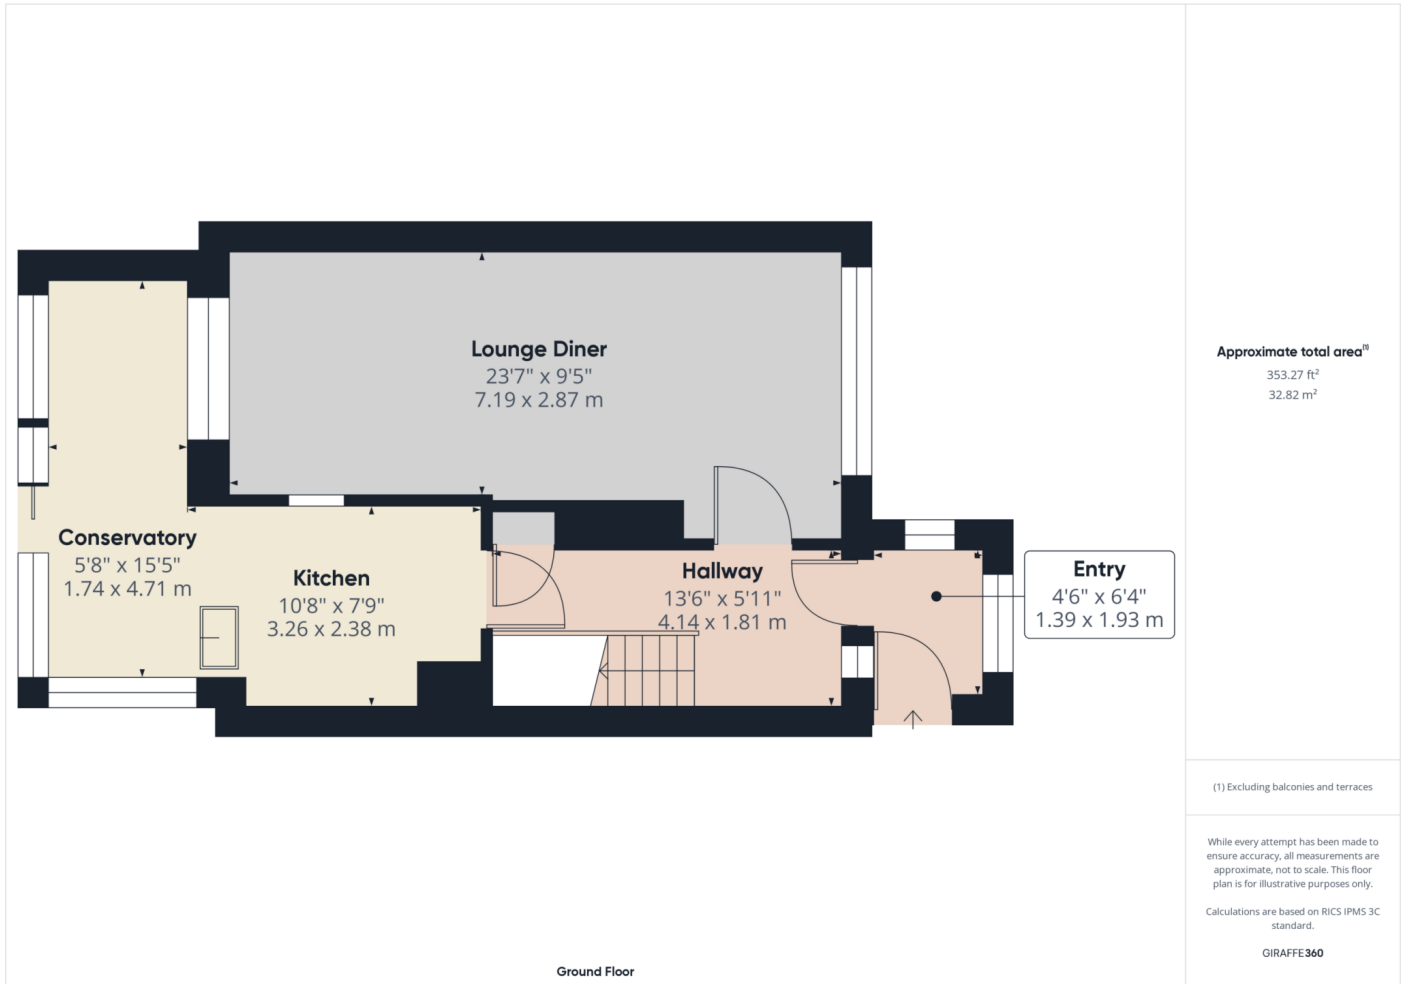 Lounge Diner
23'7" x 9'5"
7.19 x 2.87 m
Conservatory
5'8" x 15'5"
1.74 x 4.71 m
Kitchen
10'8" x 7'9"
3.26 x 2.38 m
Hallway
13'6" x 5'11"
4.14 x 1.81 m
Entry
4'6" x 6'4"
1.39 x 1.93 m
Ground Floor
Approximate total area(1)
353.27 ft²
32.82 m²
(1) Excluding balconies and terraces
While every attempt has been made to
ensure accuracy, all measurements are
approximate, not to scale. This floor
plan is for illustrative purposes only.
Calculations are based on RICS IPMS 3C
standard.
GIRAFFE360